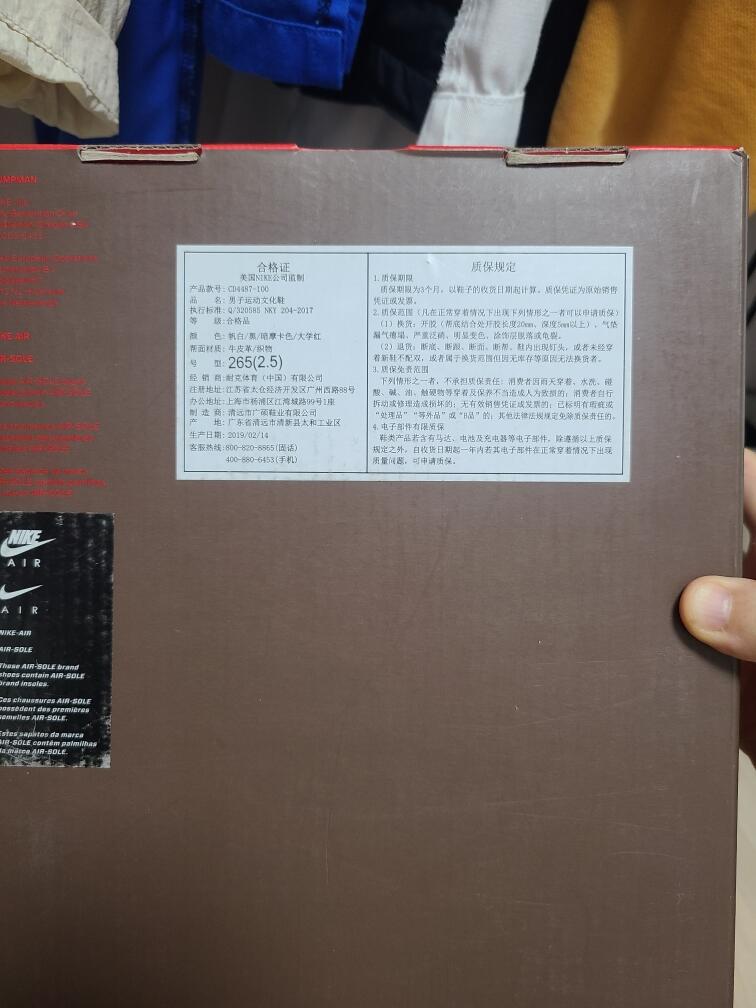 合格证
美国NIKE公司监制
产品款号: CD4487-100
品 名: 男子运动文化鞋
执行标准: Q/320585 NKY 204-2017
等 级: 合格品
颜 色: 帆白/黑/暗摩卡色/大学红
帮面材质: 牛皮革/织物
号 型: 265(2.5)
经 销 商: 耐克体育（中国）有限公司
注册地址: 江苏省太仓经济开发区广州西路88号
办公地址: 上海市杨浦区江湾城路99号1座
制 造 商: 清远市广硕鞋业有限公司
产 地: 广东省清远市清新县太和工业区
生产日期: 2019/02/14
客服热线: 800-820-8865(固话)
400-880-6453(手机)
质保规定
1.质保期限
质保期限为3个月，以鞋子的收货日期起计算。质保凭证为原始销售
凭证或发票。
2.质保范围（凡在正常穿着情况下出现下列情形之一者可以申请质保）
(1) 换货: 开胶（帮底结合处开胶长度20mm、深度5mm以上）、气垫
漏气瘪塌、严重泛硝、明显变色、涂饰层脱落或龟裂。
(2) 退货: 断底、断跟、断面、断帮、鞋内出现钉头，或者未经穿
着新鞋不配双，或者属于换货范围但因无库存等原因无法换货者。
3.质保免责范围
下列情形之一者，不承担质保责任: 消费者因雨天穿着、水洗、碰
酸、碱、油、触硬物等穿着及保养不当造成人为致损的; 消费者自行
拆动或修理造成损坏的; 无有效销售凭证或发票的; 已标明有瑕疵或
“处理品”“等外品”或“B品”的; 其他法律规规定免除质保责任的。
4.电子部件有限质保
鞋类产品若含有马达、电池及充电器等电子部件，除遵循以上质保
规定之外，自收货日期起一年内若其电子部件在正常穿着情况下出现
质量问题，可申请质保。
UMPMAN
KE-AIR
R-SOLE
NIKE
AIR
AIR
NIKE-AIR
AIR-SOLE
These AIR-SOLE brand
shoes contain AIR-SOLE
brand insoles.
Ces chaussures AIR-SOLE
possèdent des premières
semelles AIR-SOLE.
Estes sapatos da marca
AIR-SOLE contêm palmilhas
da marca AIR-SOLE.